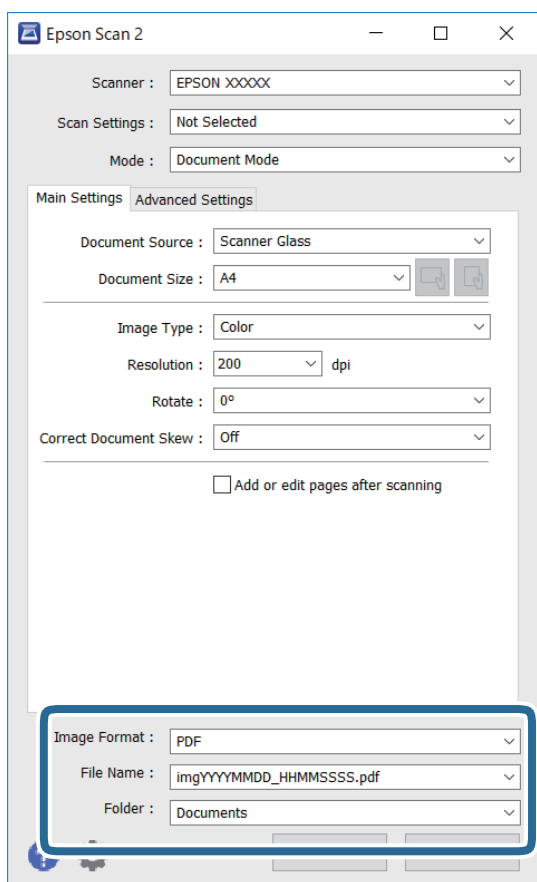 Epson Scan 2
Scanner : EPSON XXXXX
Scan Settings : Not Selected
Mode : Document Mode
Main Settings Advanced Settings
Document Source : Scanner Glass
Document Size : A4
Image Type : Color
Resolution : 200 dpi
Rotate : 0°
Correct Document Skew : Off
Add or edit pages after scanning
Image Format : PDF
File Name : imgYYYYMMDD_HHMMSSSS.pdf
Folder : Documents